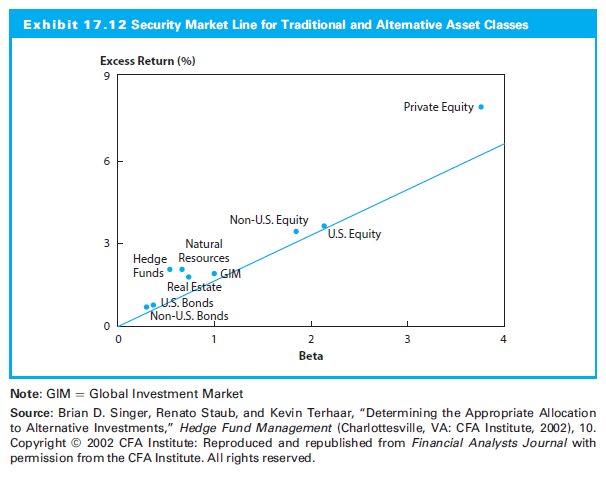 Exhibit 17.12 Security Market Line for Traditional and Alternative Asset Classes
Excess Return (%)
9
Private Equity
6
Non-U.S. Equity
U.S. Equity
3
Natural
Resources
Hedge
Funds
GIM
Real Estate
U.S. Bonds
Non-U.S. Bonds
0
0 1 2 3 4
Beta
Note: GIM = Global Investment Market
Source: Brian D. Singer, Renato Staub, and Kevin Terhaar, “Determining the Appropriate Allocation
to Alternative Investments,” Hedge Fund Management (Charlottesville, VA: CFA Institute, 2002), 10.
Copyright © 2002 CFA Institute: Reproduced and republished from Financial Analysts Journal with
permission from the CFA Institute. All rights reserved.